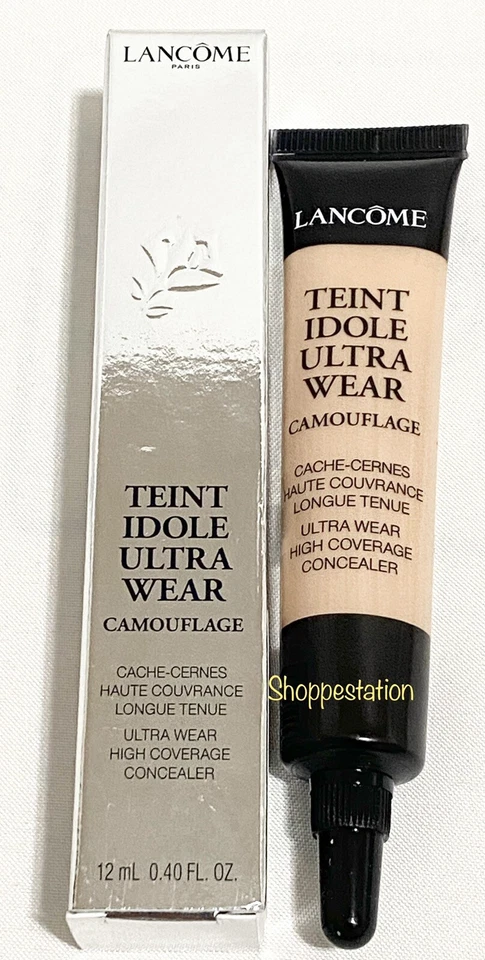 LANCÔME
PARIS
TEINT
IDOLE
ULTRA
WEAR
CAMOUFLAGE
CACHE-CERNES
HAUTE COUVRANCE
LONGUE TENUE
ULTRA WEAR
HIGH COVERAGE
CONCEALER
12 mL 0.40 FL. OZ.
LANCÔME
TEINT
IDOLE
ULTRA
WEAR
CAMOUFLAGE
CACHE-CERNES
HAUTE COUVRANCE
LONGUE TENUE
ULTRA WEAR
HIGH COVERAGE
CONCEALER
Shoppestation